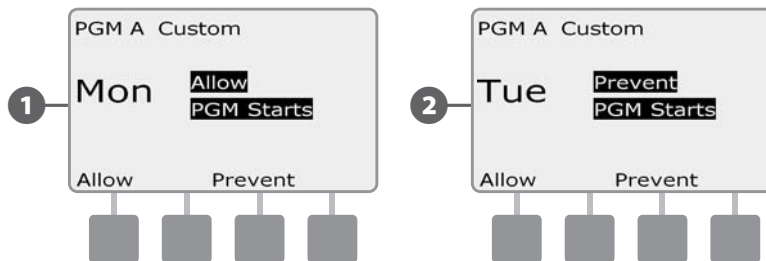 PGM A Custom
1
Mon
Allow
PGM Starts
Allow Prevent
PGM A Custom
2
Tue
Prevent
PGM Starts
Allow Prevent